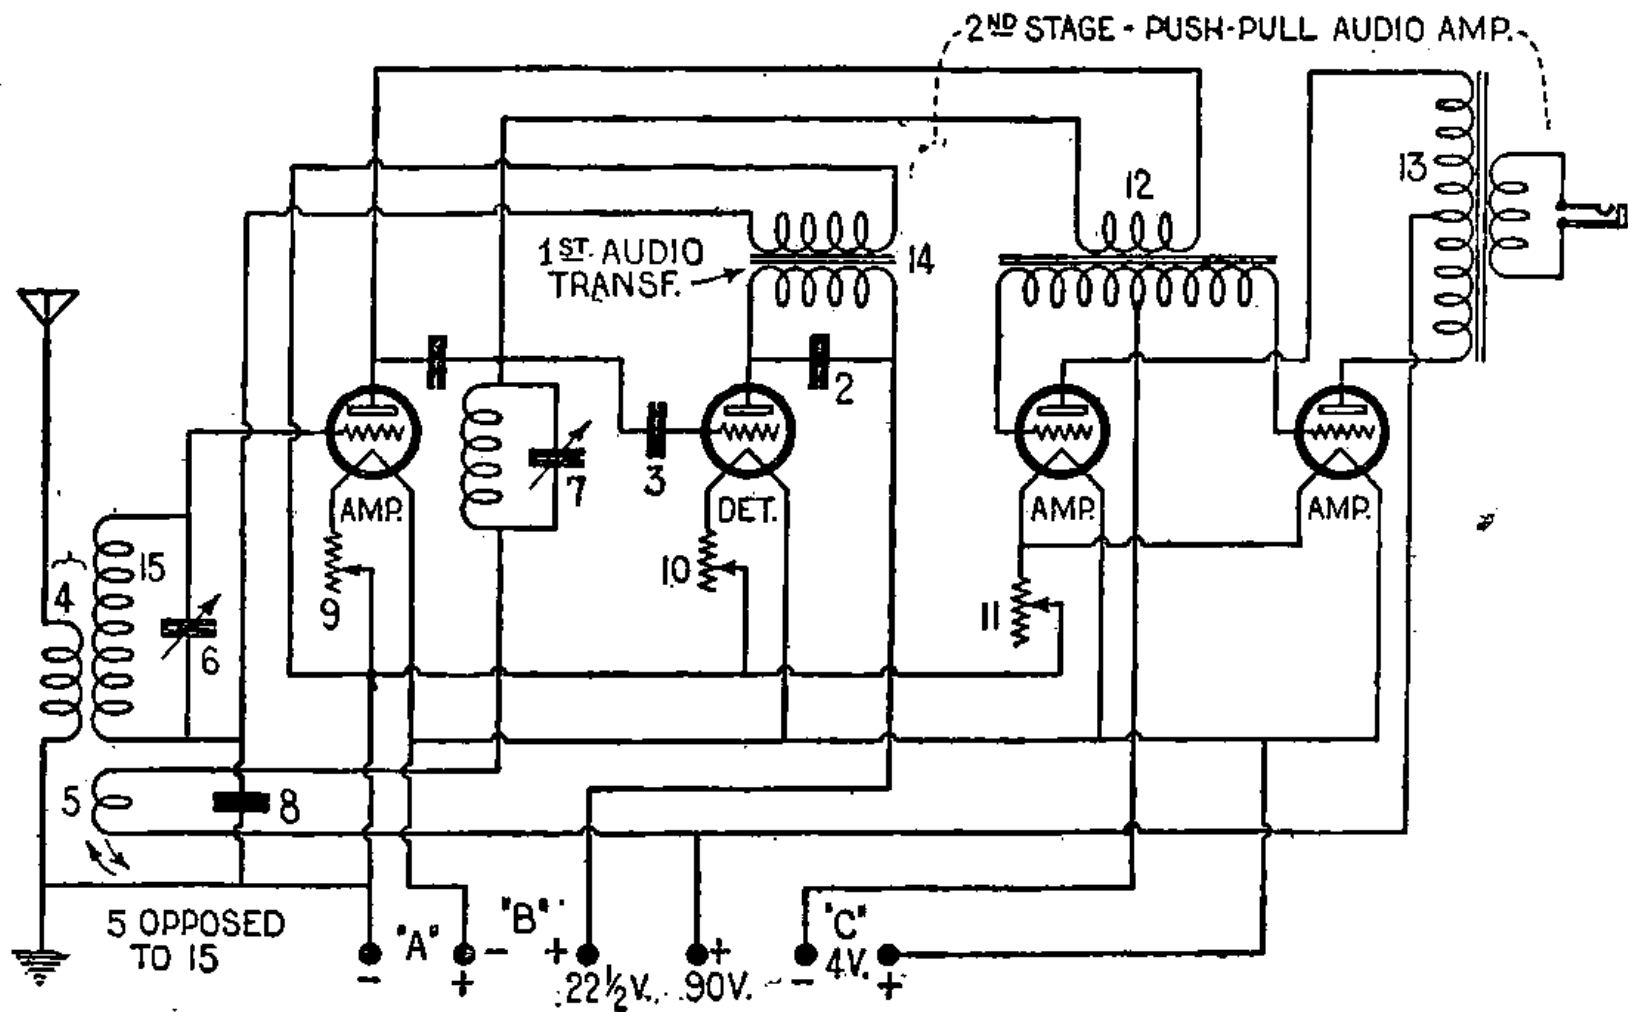 2ND STAGE - PUSH-PULL AUDIO AMP.
12
13
1ST. AUDIO
TRANSF.
14
2
3
7
AMP.
DET.
AMP.
AMP.
15
4
9
10
11
6
5
8
5 OPPOSED
TO 15
"A"
"B"
"C"
- + - + + - 4V. +
22½V. 90V.